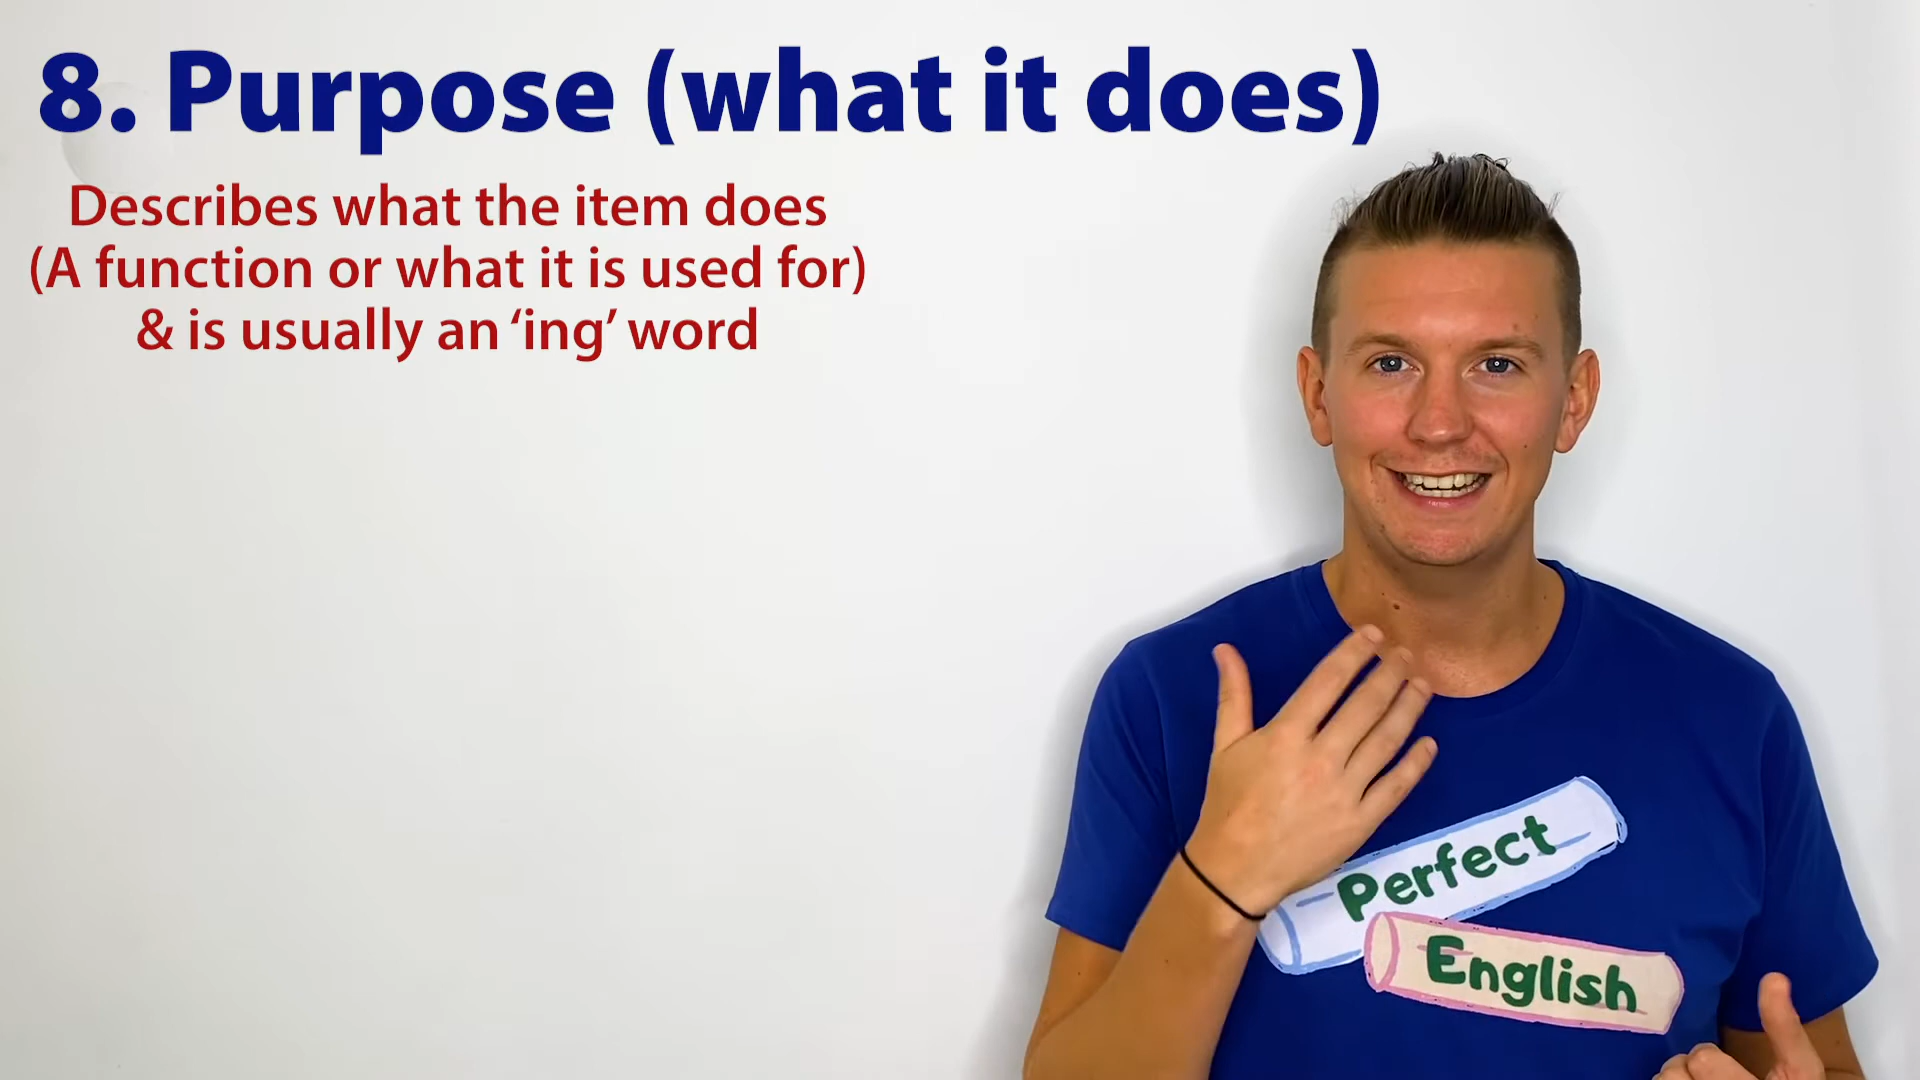 8. Purpose (what it does)
Describes what the item does
(A function or what it is used for)
& is usually an ‘ing’ word
Perfect
English